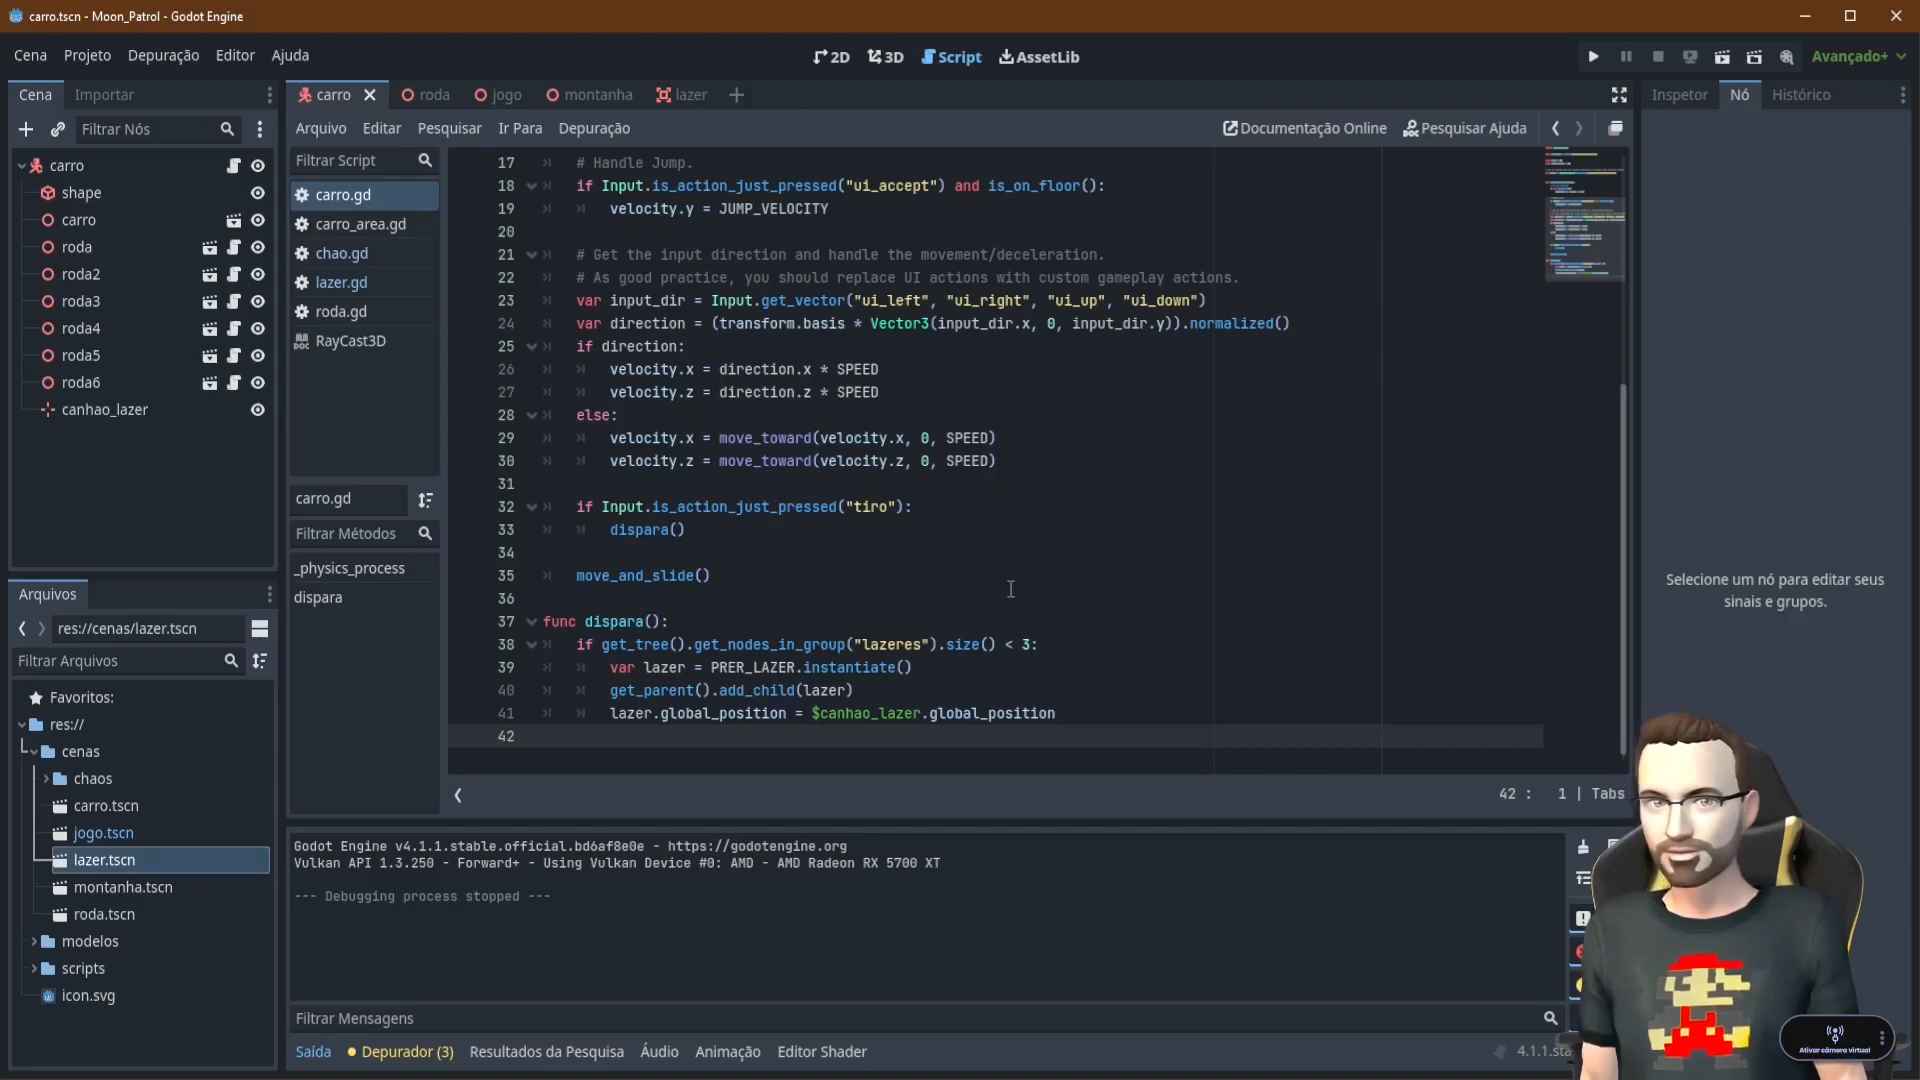 carro.tscn - Moon_Patrol - Godot Engine
Cena Projeto Depuração Editor Ajuda
2D 3D Script AssetLib
Avançado+
Cena Importar
Filtrar Nós
carro
shape
carro
roda
roda2
roda3
roda4
roda5
roda6
canhao_lazer
Arquivos
res://cenas/lazer.tscn
Filtrar Arquivos
Favoritos:
res://
cenas
chaos
carro.tscn
jogo.tscn
lazer.tscn
montanha.tscn
roda.tscn
modelos
scripts
icon.svg
carro roda jogo montanha lazer
Arquivo Editar Pesquisar Ir Para Depuração
Documentação Online Pesquisar Ajuda
Filtrar Script
carro.gd
carro_area.gd
chao.gd
lazer.gd
roda.gd
RayCast3D
carro.gd
Filtrar Métodos
_physics_process
dispara
17 # Handle Jump.
18 if Input.is_action_just_pressed("ui_accept") and is_on_floor():
19 velocity.y = JUMP_VELOCITY
20
21 # Get the input direction and handle the movement/deceleration.
22 # As good practice, you should replace UI actions with custom gameplay actions.
23 var input_dir = Input.get_vector("ui_left", "ui_right", "ui_up", "ui_down")
24 var direction = (transform.basis * Vector3(input_dir.x, 0, input_dir.y)).normalized()
25 if direction:
26 velocity.x = direction.x * SPEED
27 velocity.z = direction.z * SPEED
28 else:
29 velocity.x = move_toward(velocity.x, 0, SPEED)
30 velocity.z = move_toward(velocity.z, 0, SPEED)
31
32 if Input.is_action_just_pressed("tiro"):
33 dispara()
34
35 move_and_slide()
36
37 func dispara():
38 if get_tree().get_nodes_in_group("lazeres").size() < 3:
39 var lazer = PRER_LAZER.instantiate()
40 get_parent().add_child(lazer)
41 lazer.global_position = $canhao_lazer.global_position
42
42 : 1 | Tabs
Godot Engine v4.1.1.stable.official.bd6af8e0e - https://godotengine.org
Vulkan API 1.3.250 - Forward+ - Using Vulkan Device #0: AMD - AMD Radeon RX 5700 XT
--- Debugging process stopped ---
Filtrar Mensagens
Saída Depurador (3) Resultados da Pesquisa Áudio Animação Editor Shader
4.1.1.sta
Inspetor Nó Histórico
Selecione um nó para editar seus
sinais e grupos.
Ativar câmera virtual